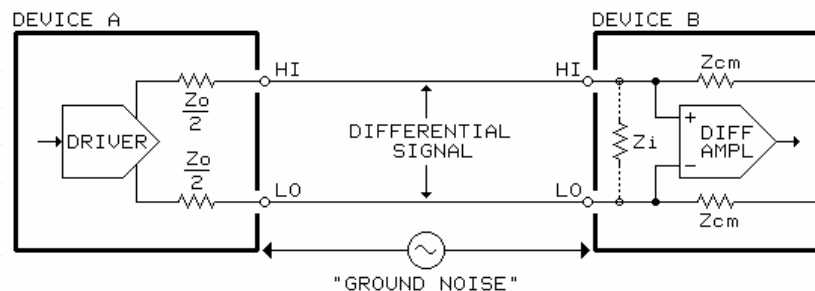 DEVICE A
DEVICE B
HI
HI
Zcm
Zo
2
DRIVER
DIFFERENTIAL
SIGNAL
Zi
+
DIFF
AMPL
−
Zo
2
LO
LO
Zcm
"GROUND NOISE"